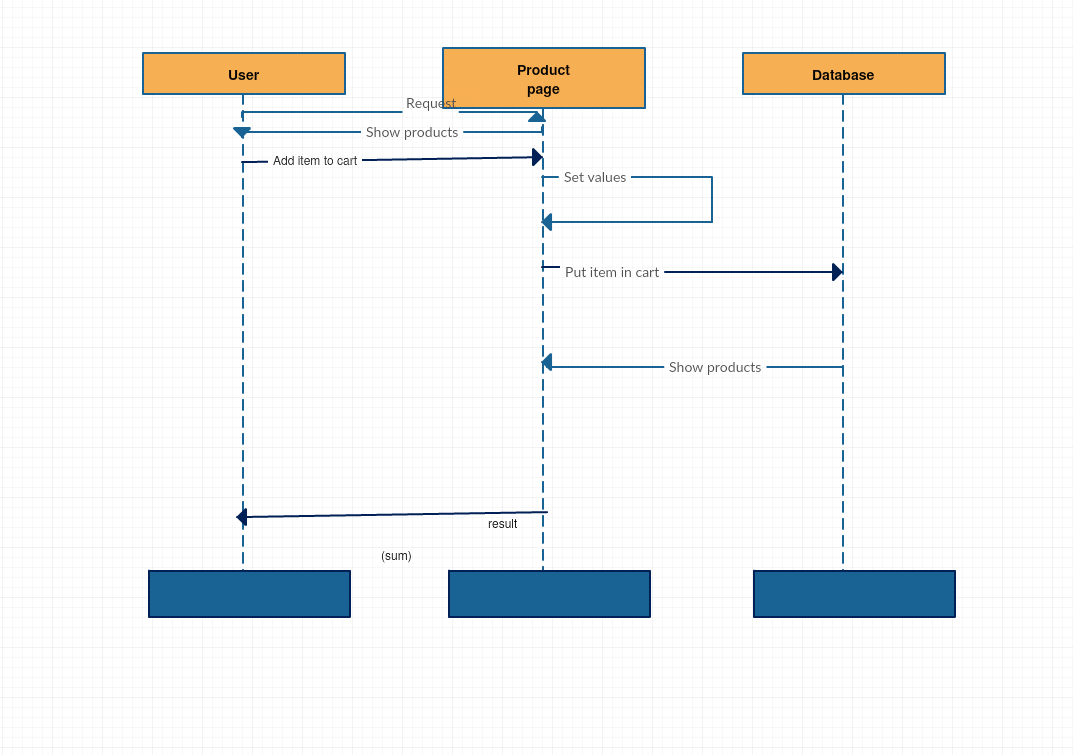 User
Product
page
Database
Request
Show products
Add item to cart
Set values
Put item in cart
Show products
result
(sum)